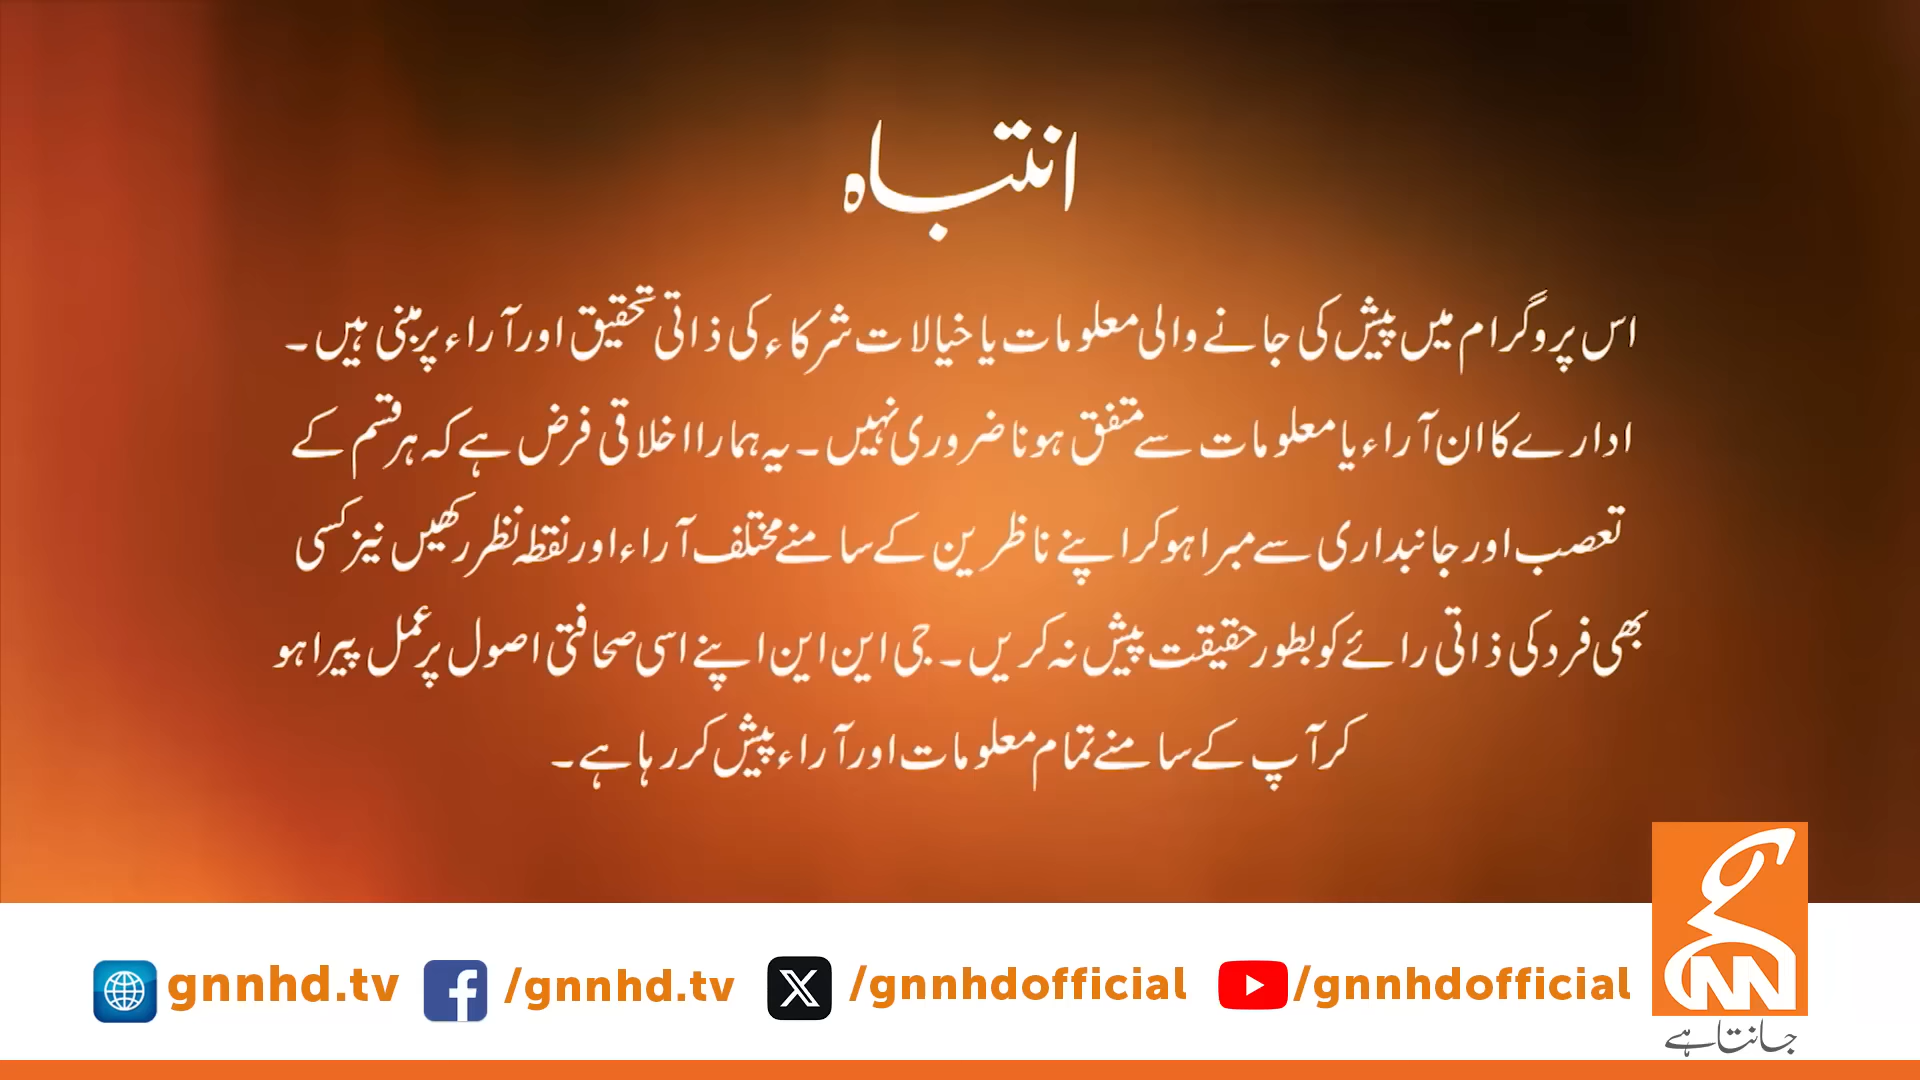 انتباہ
اس پروگرام میں پیش کی جانے والی معلومات یا خیالات شرکاء کی ذاتی تحقیق اور آراء پر مبنی ہیں۔
ادارے کا ان آراء یا معلومات سے متفق ہونا ضروری نہیں۔ یہ ہمارا اخلاقی فرض ہے کہ ہر قسم کے
تعصب اور جانبداری سے مبرا ہو کر اپنے ناظرین کے سامنے مختلف آراء اور نقطہ نظر رکھیں نیز کسی
بھی فرد کی ذاتی رائے کو بطور حقیقت پیش نہ کریں۔ جی این این اپنے اسی صحافتی اصول پر عمل پیرا ہو
کر آپ کے سامنے تمام معلومات اور آراء پیش کر رہا ہے۔
gnnhd.tv /gnnhd.tv /gnnhdofficial /gnnhdofficial
GNN
جانتا ہے